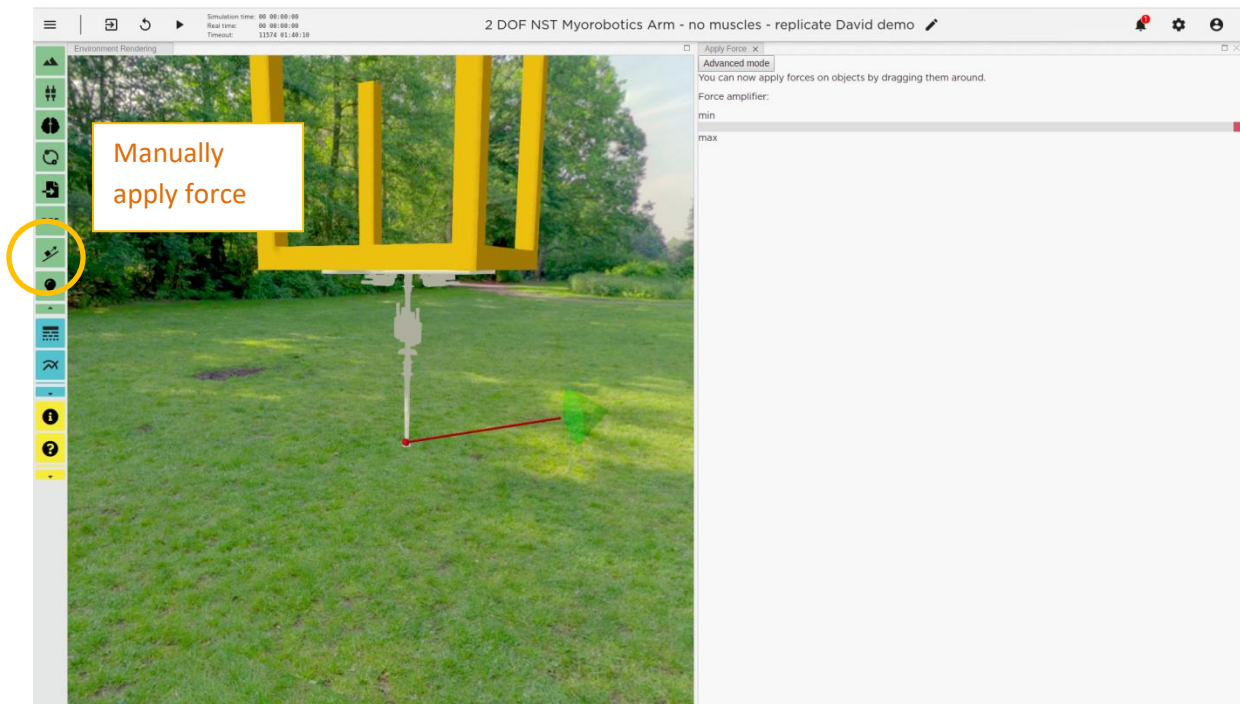 Simulation time: 00 00:00:00
Real time: 00 00:00:00
Timeout: 11574 01:40:10
2 DOF NST Myorobotics Arm - no muscles - replicate David demo
1
Environment Rendering
Apply Force x
Advanced mode
You can now apply forces on objects by dragging them around.
Force amplifier:
min
max
Manually
apply force